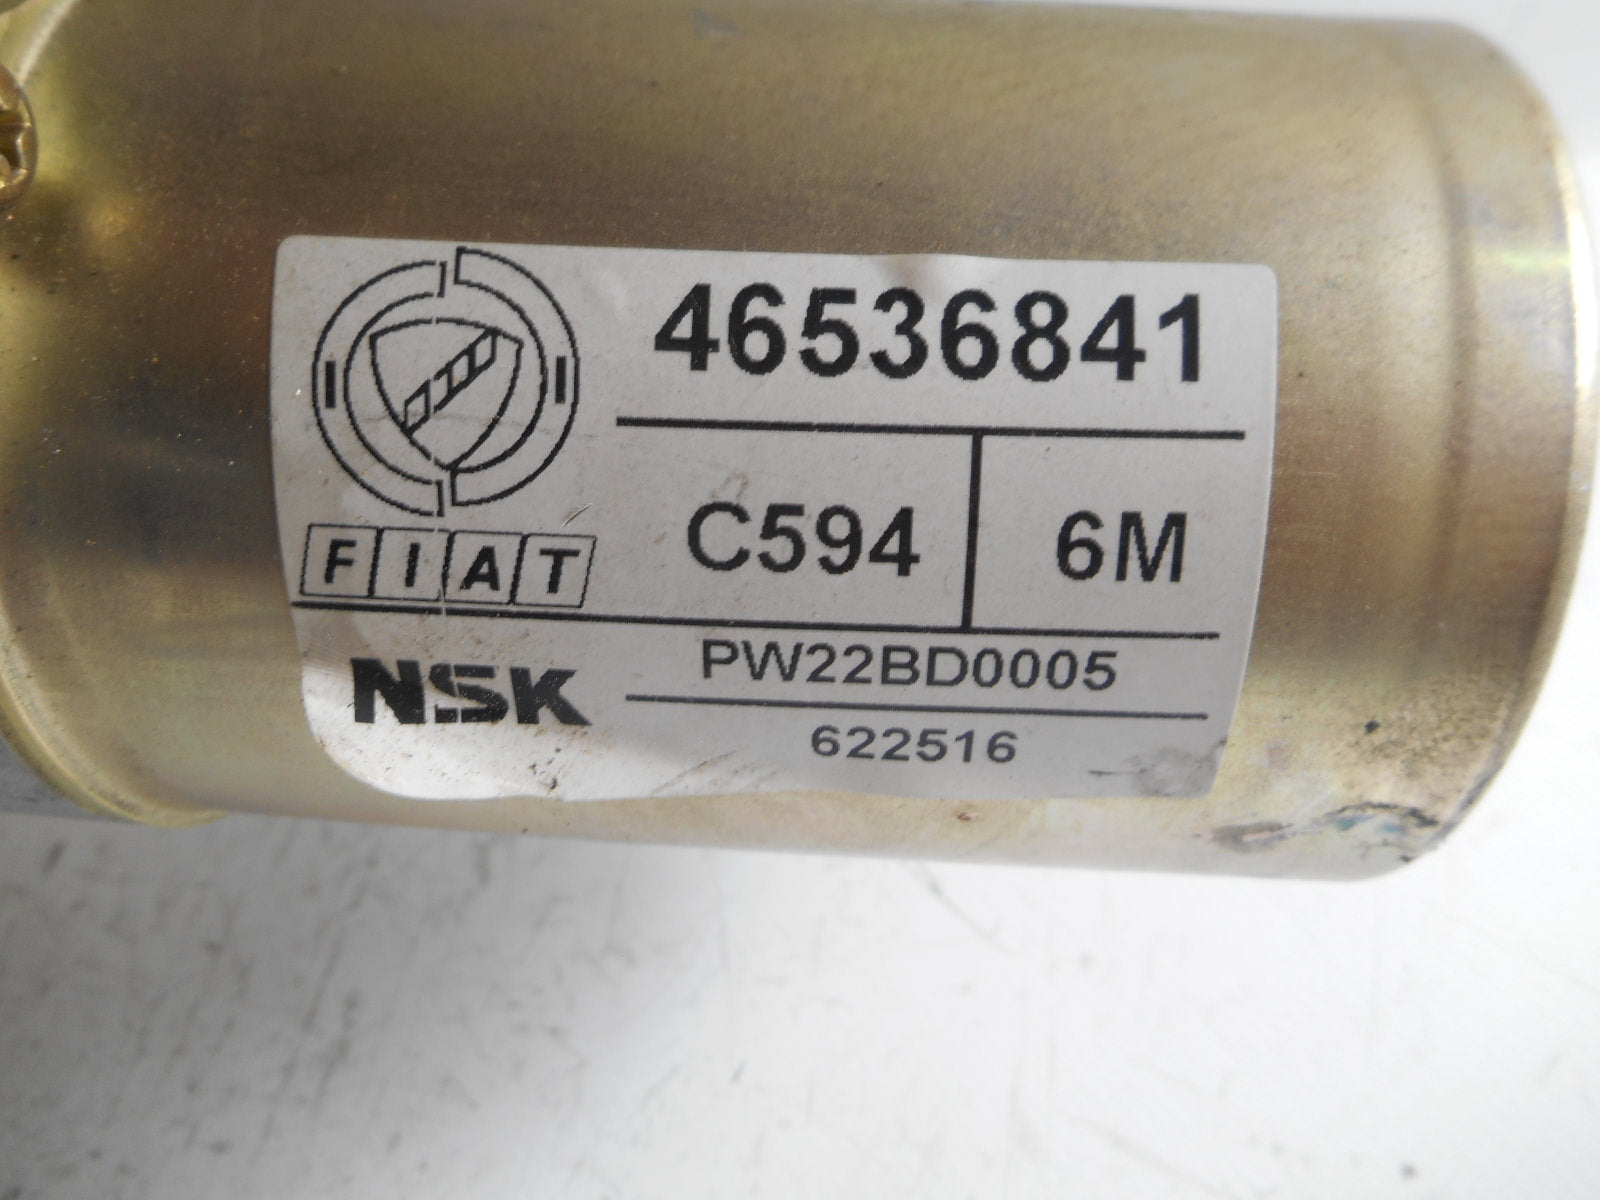 46536841
C594 6M
FIAT
NSK
PW22BD0005
622516